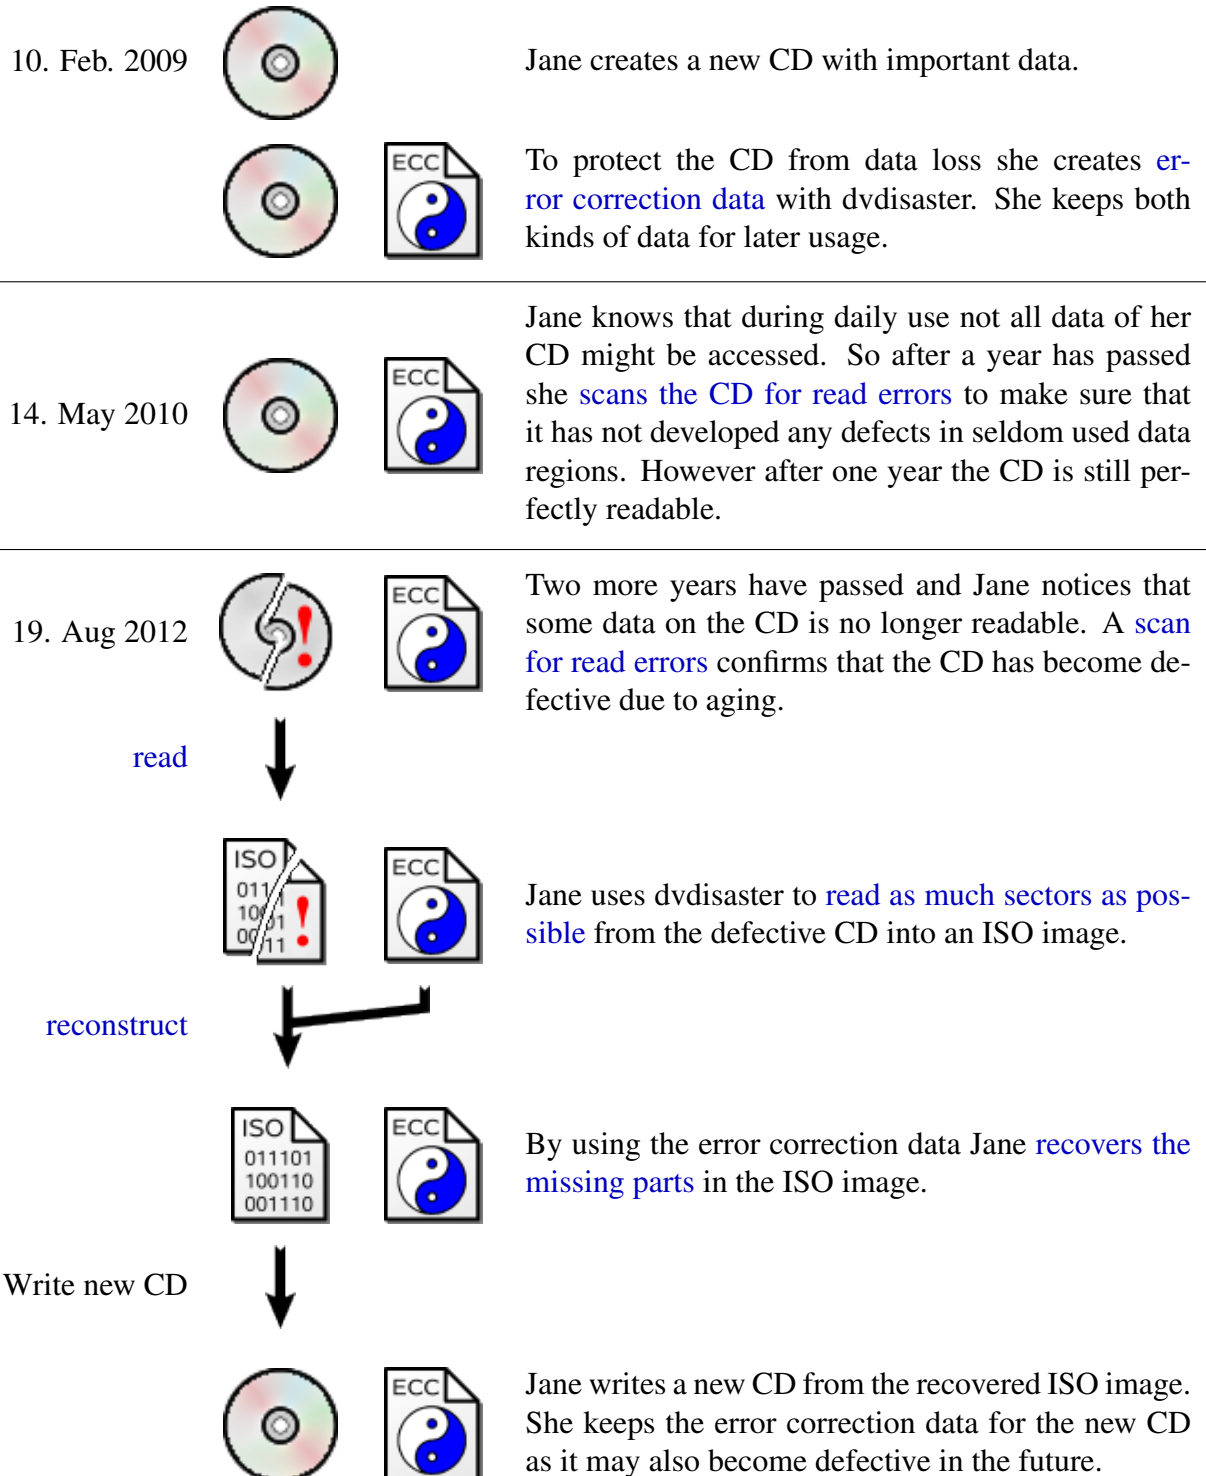 10. Feb. 2009
Jane creates a new CD with important data.
ECC
To protect the CD from data loss she creates er-
ror correction data with dvdisaster. She keeps both
kinds of data for later usage.
14. May 2010
ECC
Jane knows that during daily use not all data of her
CD might be accessed. So after a year has passed
she scans the CD for read errors to make sure that
it has not developed any defects in seldom used data
regions. However after one year the CD is still per-
fectly readable.
19. Aug 2012
!
ECC
Two more years have passed and Jane notices that
some data on the CD is no longer readable. A scan
for read errors confirms that the CD has become de-
fective due to aging.
read
ISO
!
ECC
Jane uses dvdisaster to read as much sectors as pos-
sible from the defective CD into an ISO image.
reconstruct
ISO
011101
100110
001110
ECC
By using the error correction data Jane recovers the
missing parts in the ISO image.
Write new CD
ECC
Jane writes a new CD from the recovered ISO image.
She keeps the error correction data for the new CD
as it may also become defective in the future.